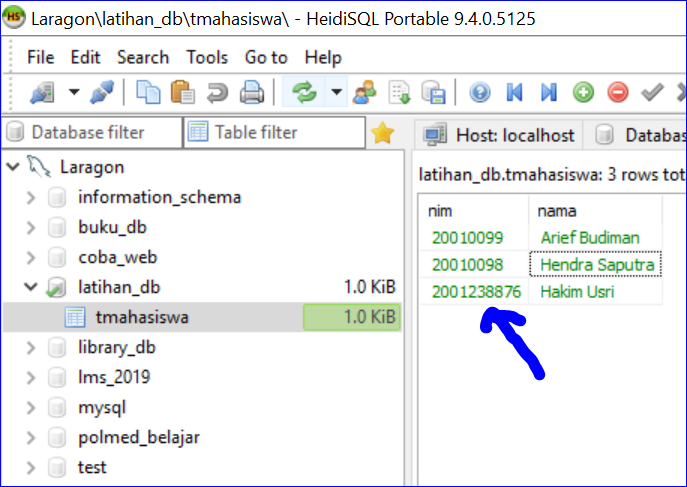 HS Laragon\latihan_db\tmahasiswa\ - HeidiSQL Portable 9.4.0.5125
File Edit Search Tools Go to Help
Database filter Table filter
Host: localhost
Laragon
information_schema
buku_db
coba_web
latihan_db 1.0 KiB
tmahasiswa 1.0 KiB
library_db
lms_2019
mysql
polmed_belajar
test
latihan_db.tmahasiswa: 3 rows
nim nama
20010099 Arief Budiman
20010098 Hendra Saputra
2001238876 Hakim Usri